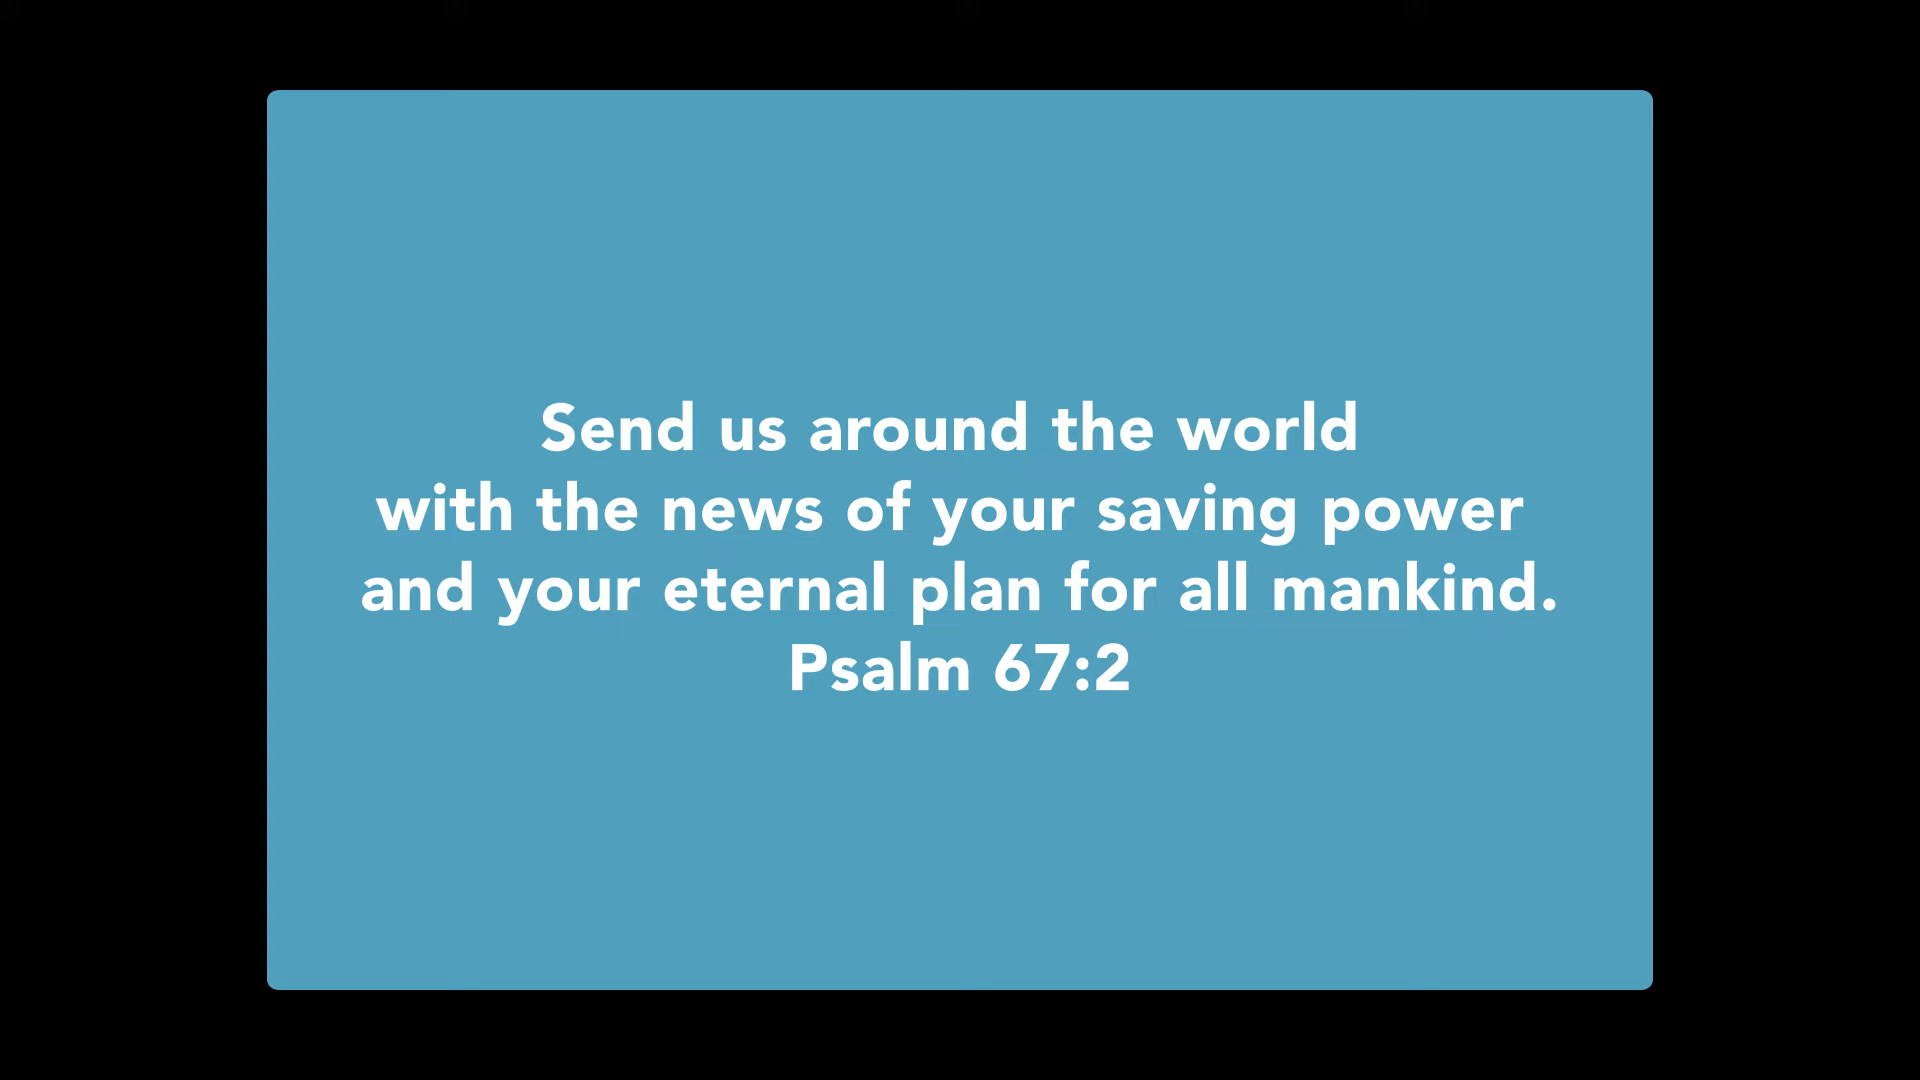 Send us around the world
with the news of your saving power
and your eternal plan for all mankind.
Psalm 67:2